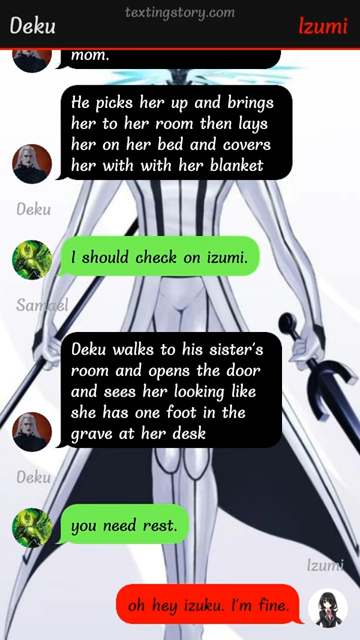 textingstory.com
Deku
Izumi
mom.
He picks her up and brings
her to her room then lays
her on her bed and covers
her with with her blanket
Deku
I should check on izumi.
Samael
Deku walks to his sister's
room and opens the door
and sees her looking like
she has one foot in the
grave at her desk
Deku
you need rest.
Izumi
oh hey izuku. I'm fine.